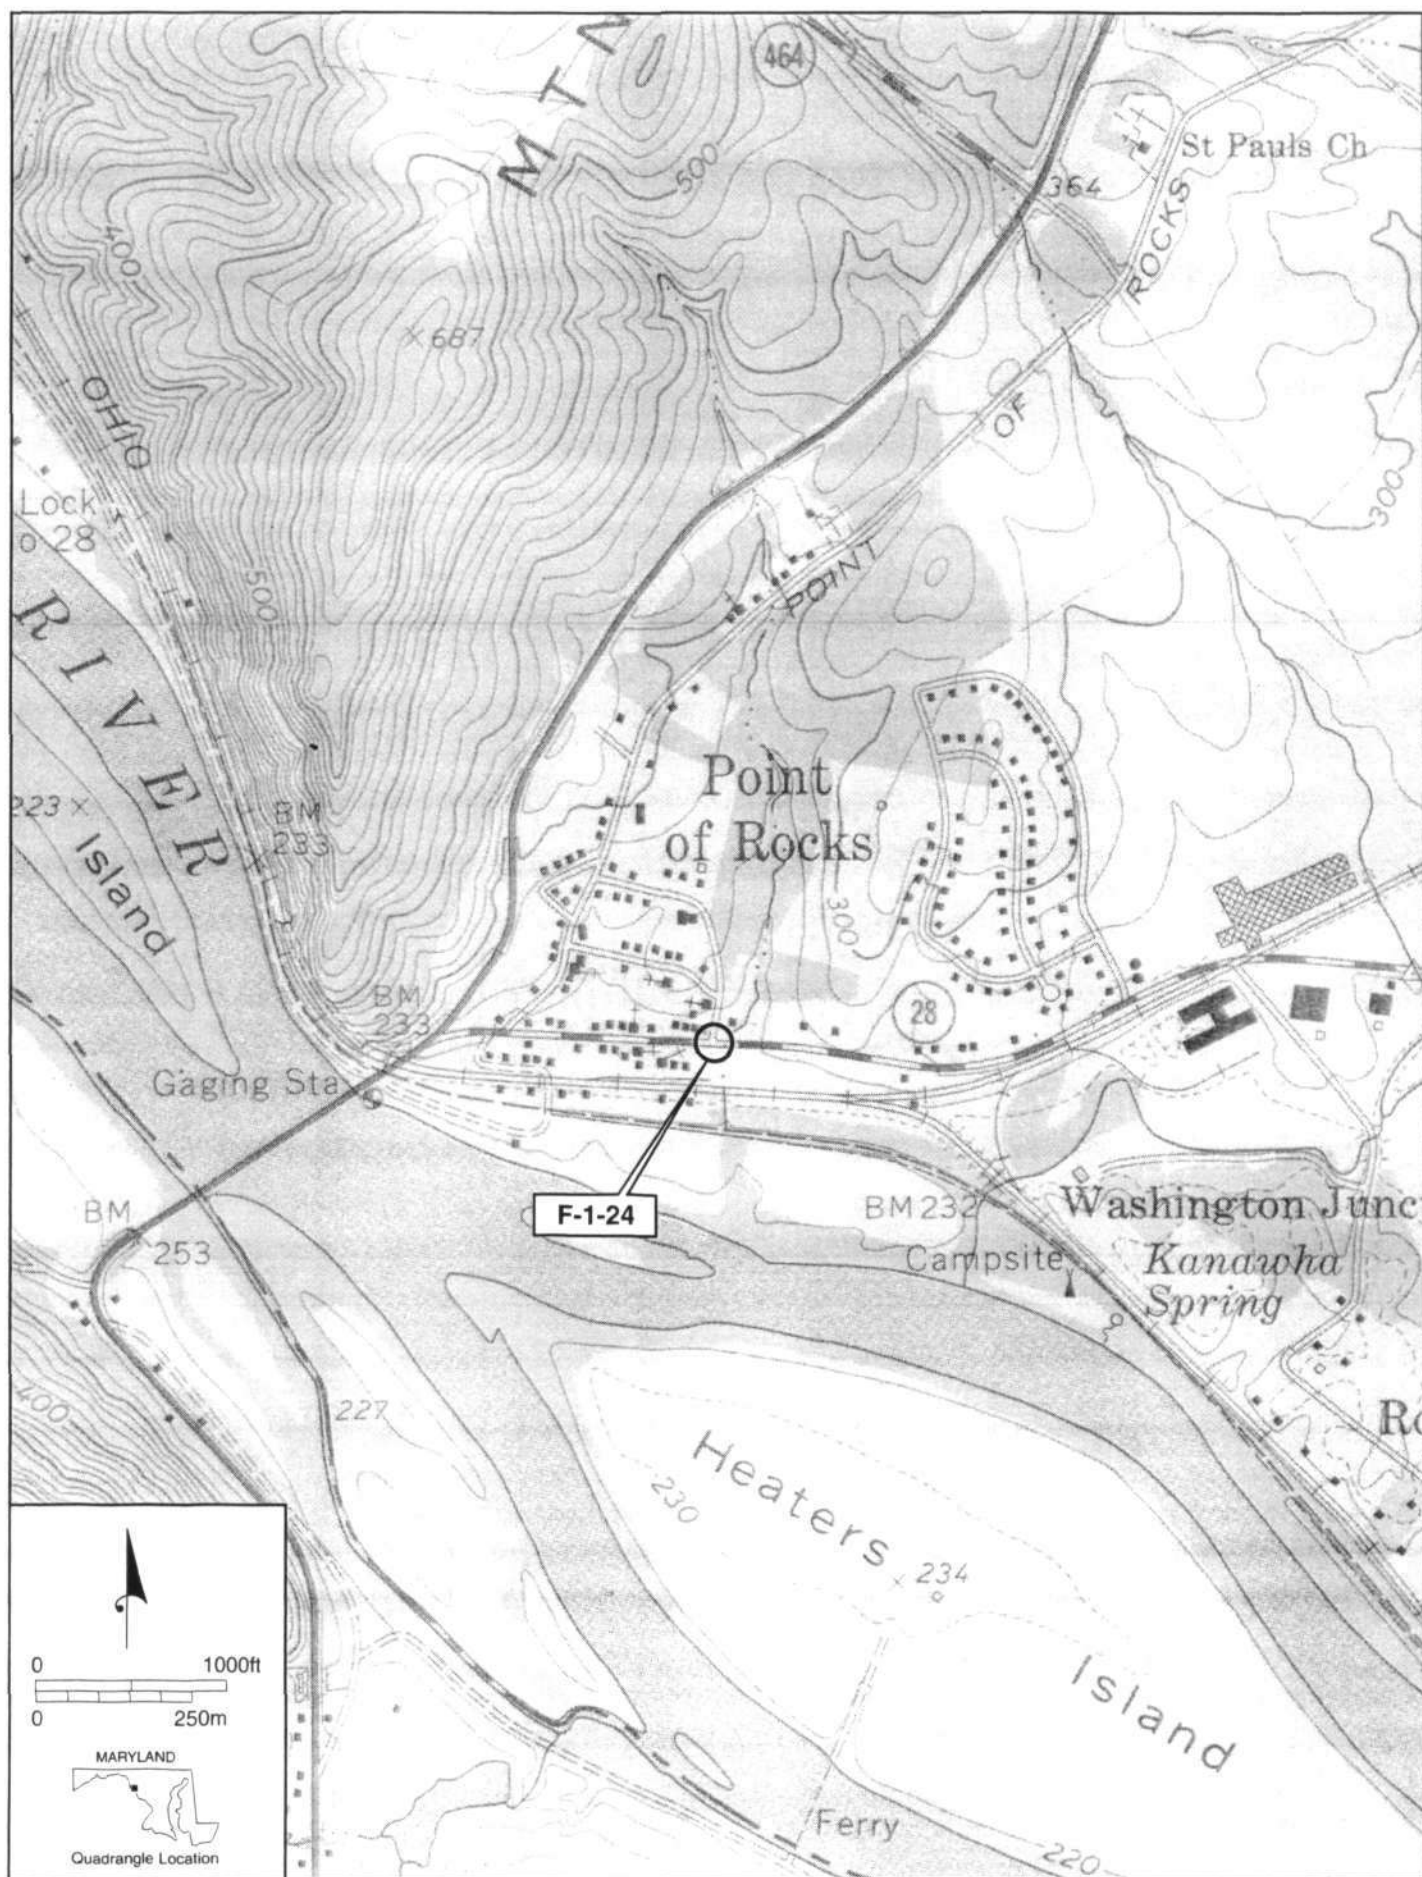 MTN
464
500
St Pauls Ch
364
400
POINT OF ROCKS
×687
OHIO
Lock
o 28
300
500
RIVER
Point
of Rocks
223×
Island
BM
233
300
BM
233
28
Gaging Sta
F-1-24
BM
253
BM 232
Washington Junc
Campsite
Kanawha
Spring
400
227
Ro
Heaters
Island
230
×234
0 1000ft
0 250m
MARYLAND
Quadrangle Location
Ferry
220